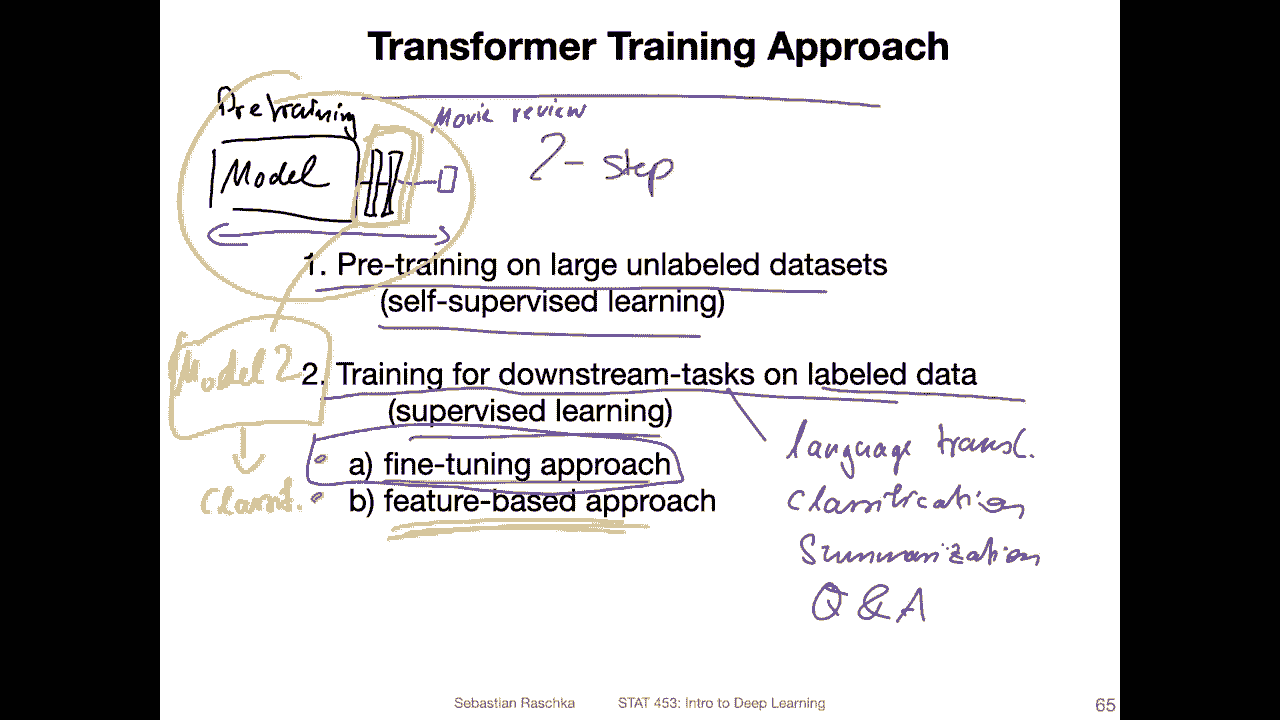 Transformer Training Approach
Pretraining
Movie review
Model
2-step
1. Pre-training on large unlabeled datasets
(self-supervised learning)
Model 2
2. Training for downstream-tasks on labeled data
(supervised learning)
language transl.
a) fine-tuning approach
Classif.
b) feature-based approach
Classification
Summarization
Q & A
Sebastian Raschka STAT 453: Intro to Deep Learning 65